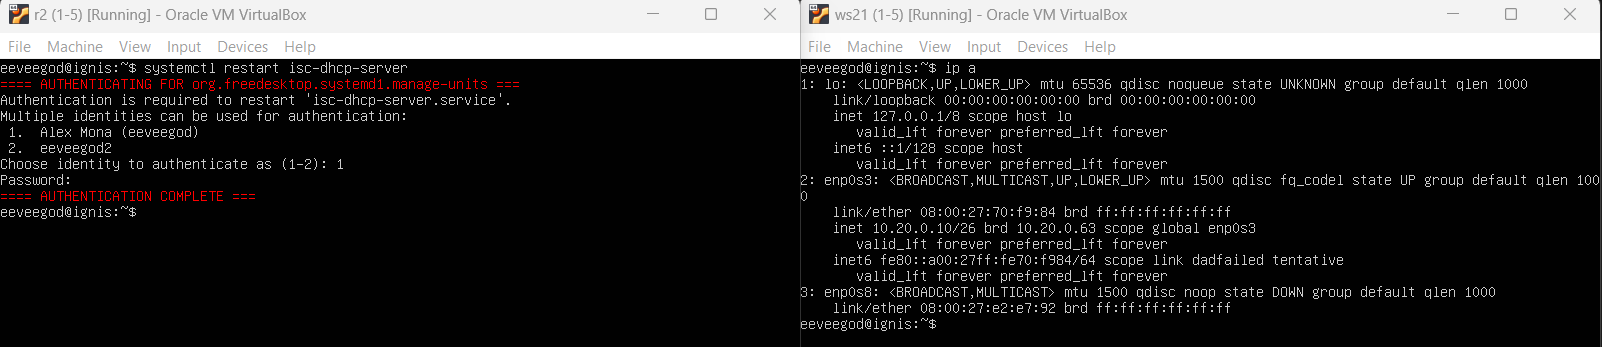 r2 (1-5) [Running] - Oracle VM VirtualBox
File Machine View Input Devices Help
eeveegod@ignis:~$ systemctl restart isc-dhcp-server
==== AUTHENTICATING FOR org.freedesktop.systemd1.manage-units ===
Authentication is required to restart 'isc-dhcp-server.service'.
Multiple identities can be used for authentication:
 1.  Alex Mona (eeveegod)
 2.  eeveegod2
Choose identity to authenticate as (1-2): 1
Password:
==== AUTHENTICATION COMPLETE ===
eeveegod@ignis:~$
ws21 (1-5) [Running] - Oracle VM VirtualBox
File Machine View Input Devices Help
eeveegod@ignis:~$ ip a
1: lo: <LOOPBACK,UP,LOWER_UP> mtu 65536 qdisc noqueue state UNKNOWN group default qlen 1000
    link/loopback 00:00:00:00:00:00 brd 00:00:00:00:00:00
    inet 127.0.0.1/8 scope host lo
       valid_lft forever preferred_lft forever
    inet6 ::1/128 scope host
       valid_lft forever preferred_lft forever
2: enp0s3: <BROADCAST,MULTICAST,UP,LOWER_UP> mtu 1500 qdisc fq_codel state UP group default qlen 100
0
    link/ether 08:00:27:70:f9:84 brd ff:ff:ff:ff:ff:ff
    inet 10.20.0.10/26 brd 10.20.0.63 scope global enp0s3
       valid_lft forever preferred_lft forever
    inet6 fe80::a00:27ff:fe70:f984/64 scope link dadfailed tentative
       valid_lft forever preferred_lft forever
3: enp0s8: <BROADCAST,MULTICAST> mtu 1500 qdisc noop state DOWN group default qlen 1000
    link/ether 08:00:27:e2:e7:92 brd ff:ff:ff:ff:ff:ff
eeveegod@ignis:~$